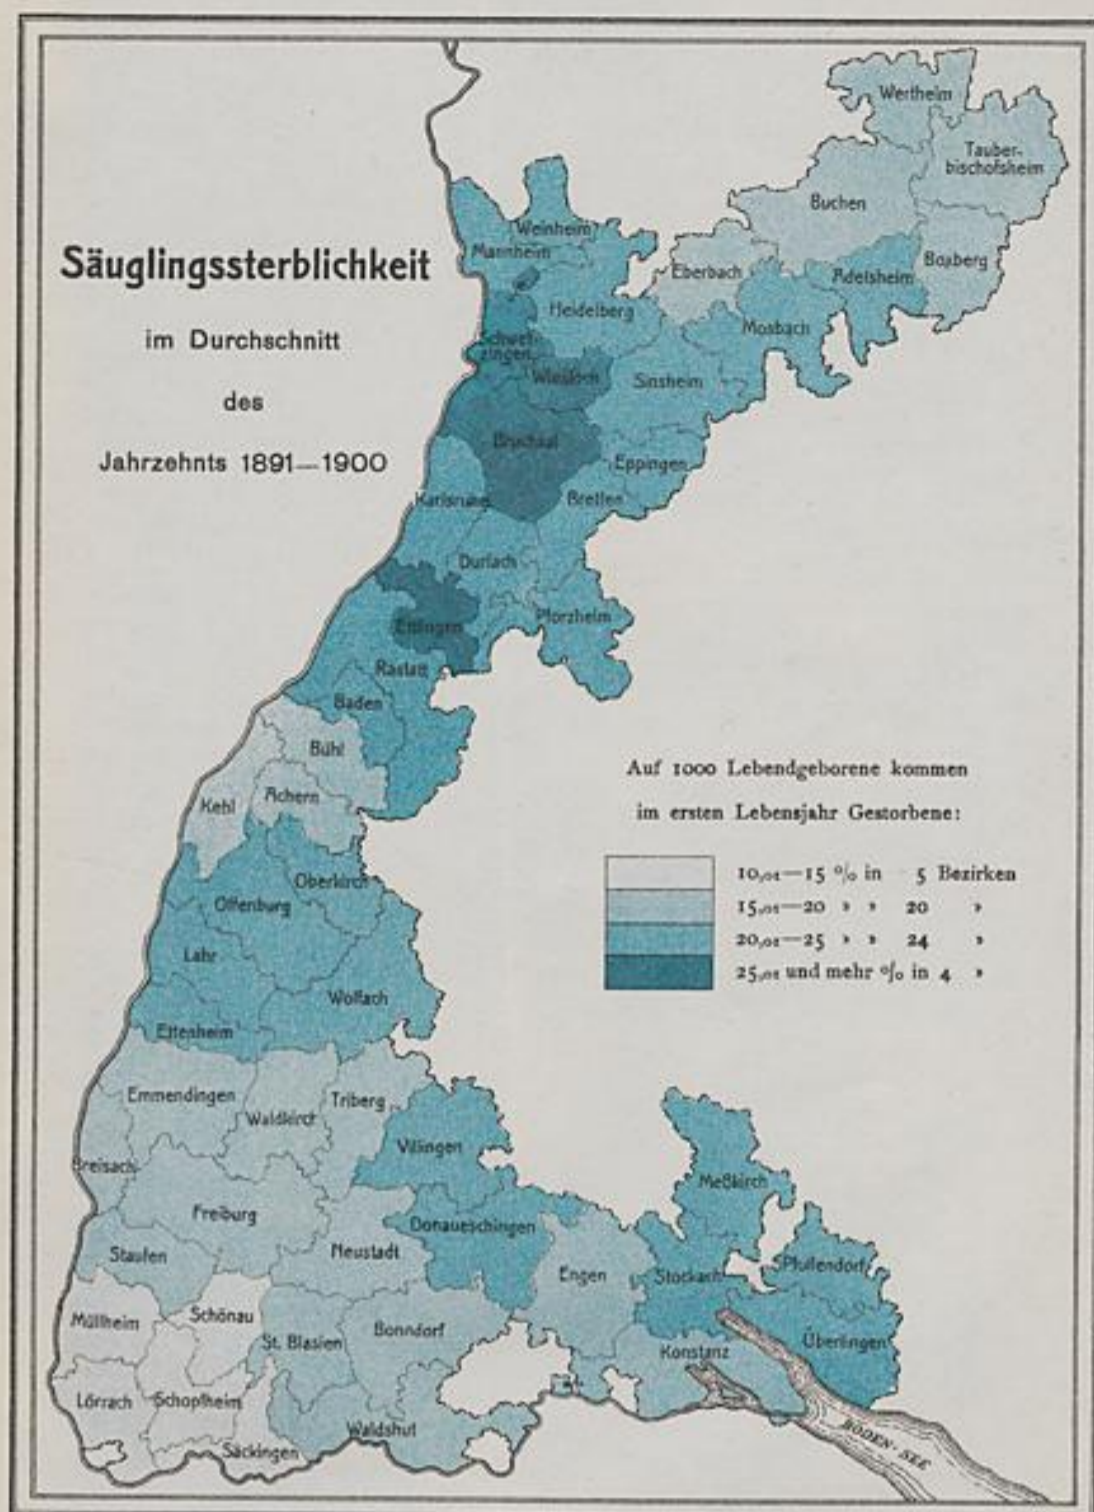 Säuglingssterblichkeit
im Durchschnitt
des
Jahrzehnts 1891—1900
Wertheim
Tauber-
bischofsheim
Buchen
Boxberg
Adelsheim
Eberbach
Mosbach
Weinheim
Mannheim
Heidelberg
Schwet-
zingen
Wiesloch
Sinsheim
Bruchsal
Eppingen
Karlsruhe
Bretten
Durlach
Pforzheim
Ettlingen
Rastatt
Baden
Bühl
Kehl
Achern
Oberkirch
Offenburg
Lahr
Wolfach
Ettenheim
Emmendingen
Waldkirch
Triberg
Villingen
Breisach
Freiburg
Donaueschingen
Neustadt
Staufen
Engen
Meßkirch
Stockach
Pfullendorf
Überlingen
Konstanz
Müllheim
Schönau
St. Blasien
Bonndorf
Lörrach
Schopfheim
Säckingen
Waldshut
BODEN-SEE
Auf 1000 Lebendgeborene kommen
im ersten Lebensjahr Gestorbene:
10,01—15 % in 5 Bezirken
15,01—20 » » 20 »
20,01—25 » » 24 »
25,01 und mehr % in 4 »